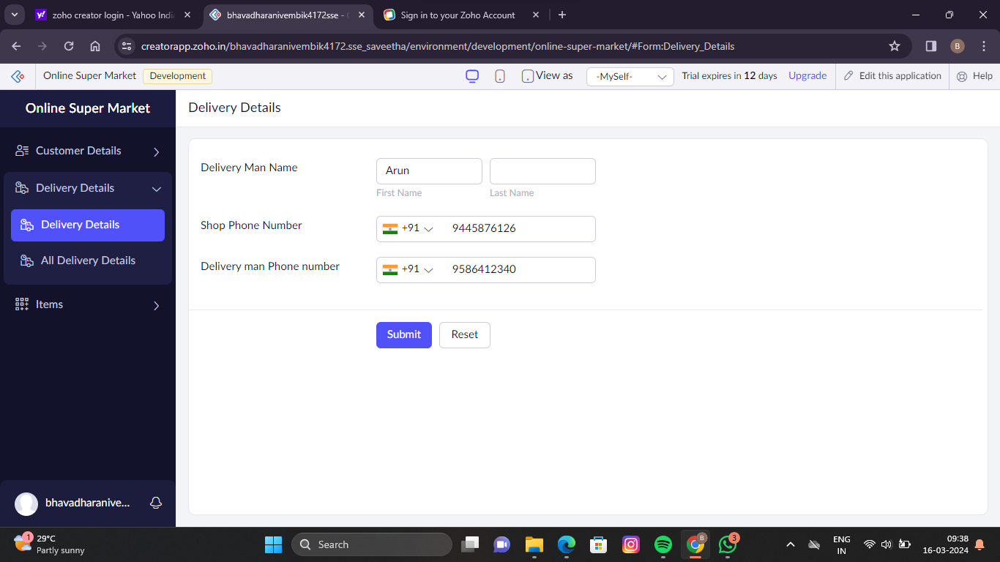 zoho creator login - Yahoo Indi
bhavadharanivembik4172sse -
Sign in to your Zoho Account
creatorapp.zoho.in/bhavadharanivembik4172.sse_saveetha/environment/development/online-super-market/#Form:Delivery_Details
B
Online Super Market
Development
View as
-MySelf-
Trial expires in 12 days
Upgrade
Edit this application
Help
Online Super Market
Delivery Details
Customer Details
Delivery Details
Delivery Details
All Delivery Details
Items
Delivery Man Name
Arun
First Name
Last Name
Shop Phone Number
+91
9445876126
Delivery man Phone number
+91
9586412340
Submit
Reset
bhavadharanive...
1
29°C
Partly sunny
Search
B
3
ENG
IN
09:38
16-03-2024